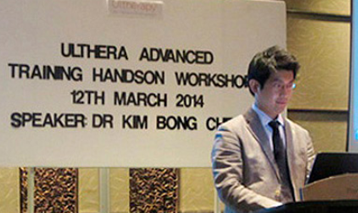 ULTHERA ADVANCED
TRAINING HANDSON WORKSHOP
12TH MARCH 2014
SPEAKER: DR KIM BONG